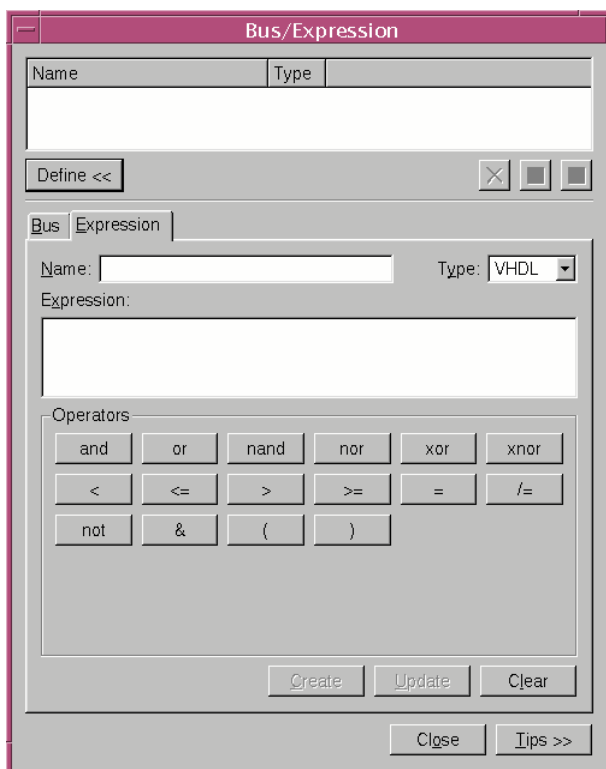 Bus/Expression
Name Type
Define <<
Bus Expression
Name: Type: VHDL
Expression:
Operators
and or nand nor xor xnor
< <= > >= = /=
not & ( )
Create Update Clear
Close Tips >>